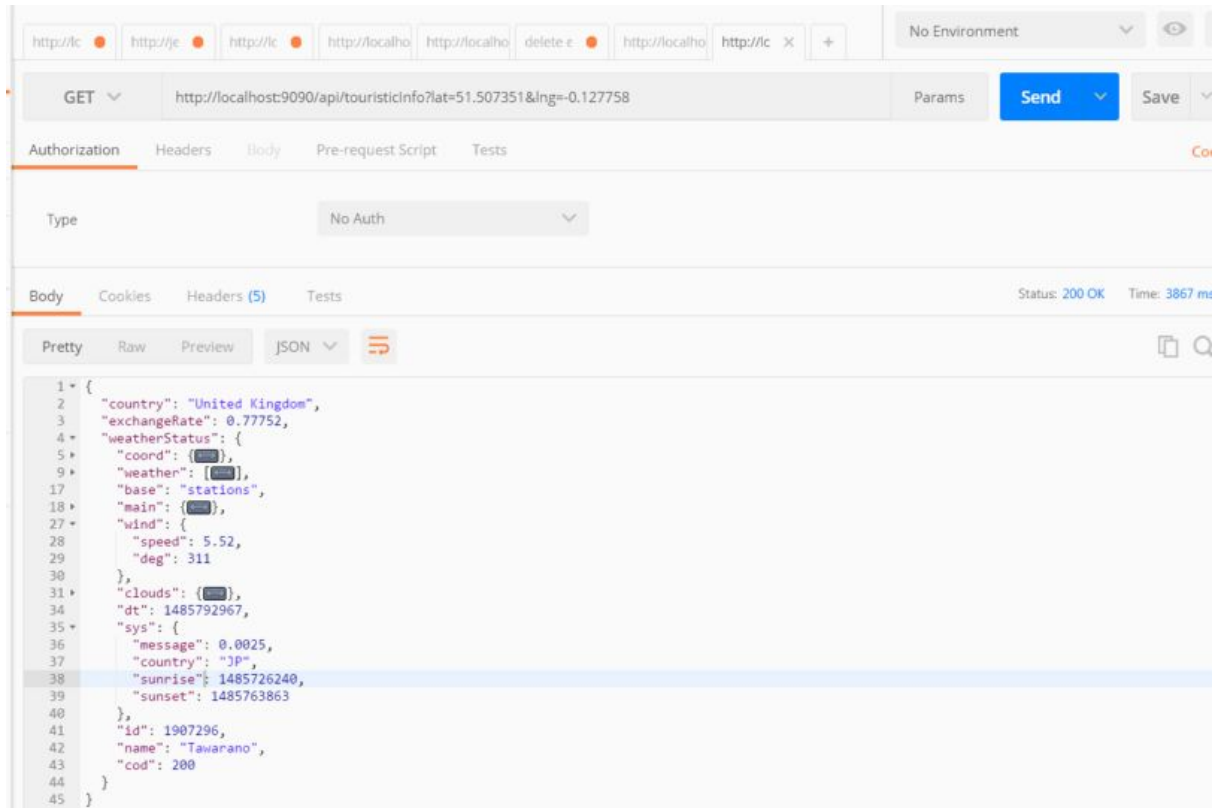 http://lc http://je http://lc http://localho http://localho delete e http://localho http://lc × + No Environment
GET http://localhost:9090/api/touristicInfo?lat=51.507351&lng=-0.127758 Params Send Save
Authorization Headers Body Pre-request Script Tests
Type No Auth
Body Cookies Headers (5) Tests Status: 200 OK Time: 3867 ms
Pretty Raw Preview JSON
1 {
2 "country": "United Kingdom",
3 "exchangeRate": 0.77752,
4 "weatherStatus": {
5 "coord": {},
9 "weather": [],
17 "base": "stations",
18 "main": {},
27 "wind": {
28 "speed": 5.52,
29 "deg": 311
30 },
31 "clouds": {},
34 "dt": 1485792967,
35 "sys": {
36 "message": 0.0025,
37 "country": "JP",
38 "sunrise": 1485726240,
39 "sunset": 1485763863
40 },
41 "id": 1907296,
42 "name": "Tawarano",
43 "cod": 200
44 }
45 }